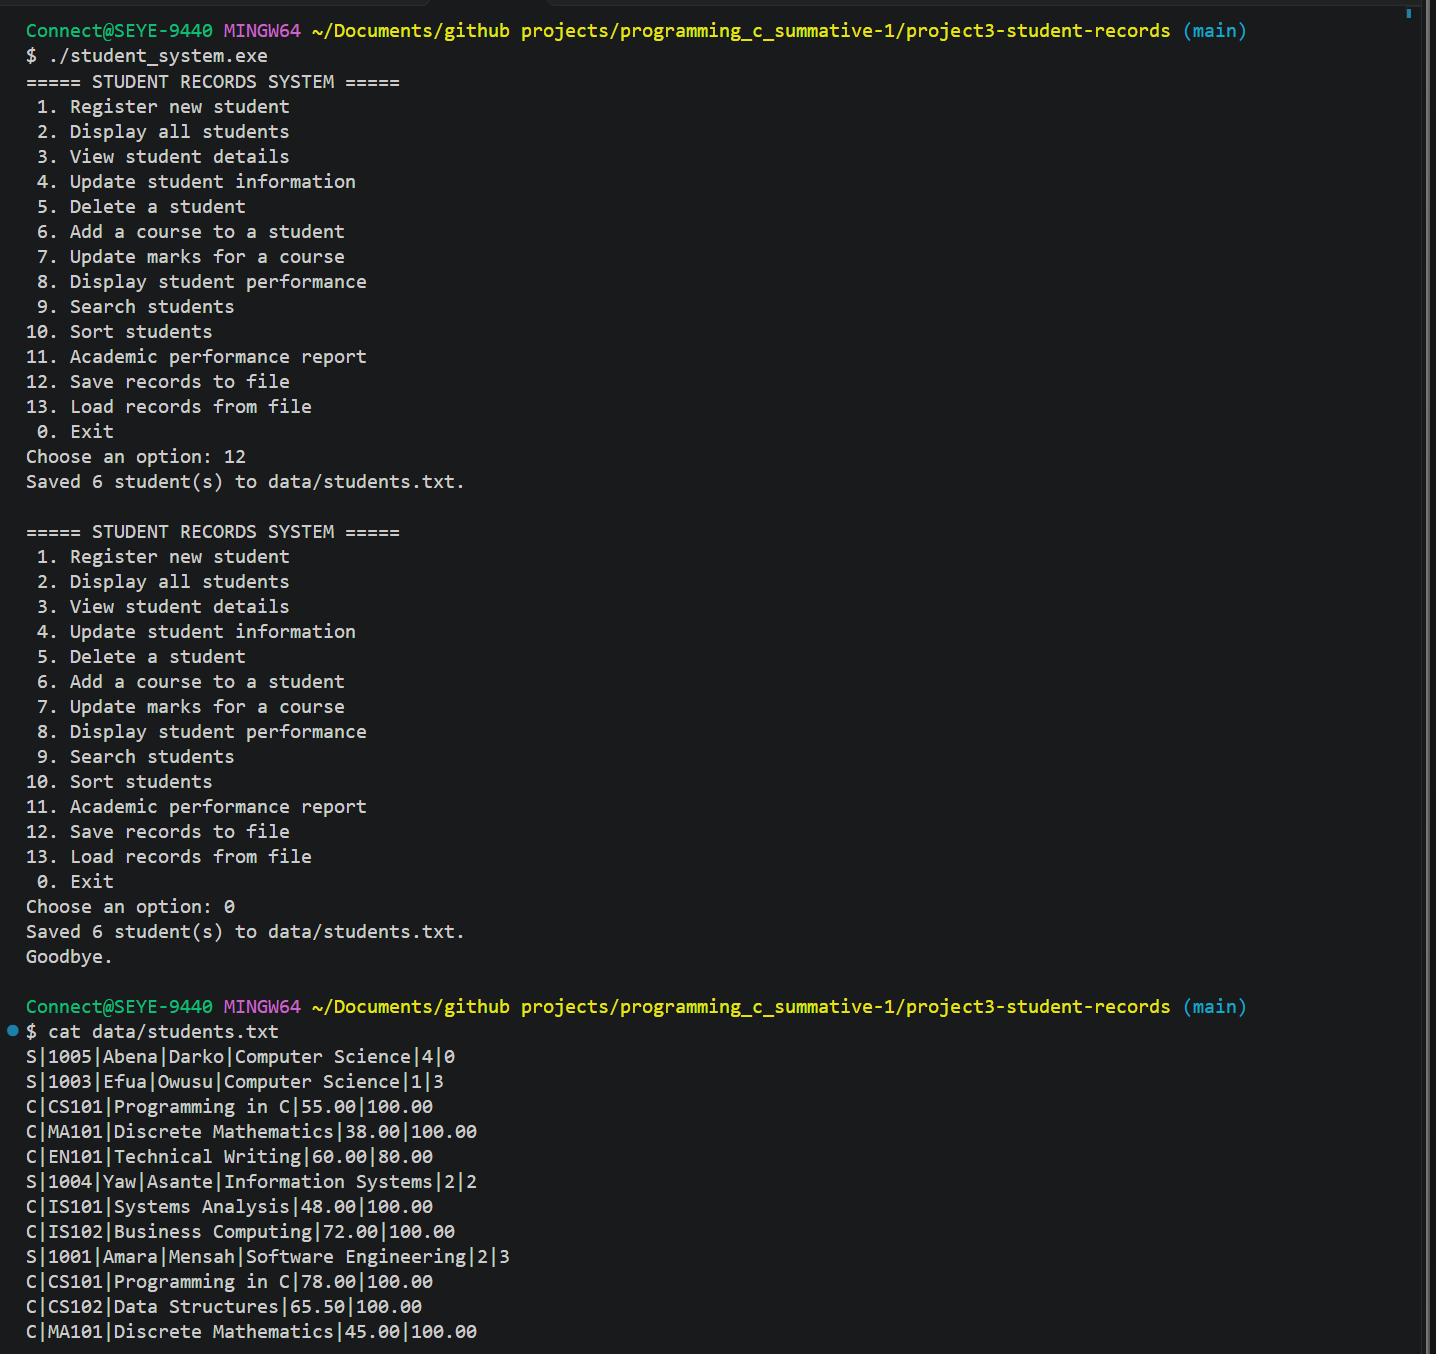 Connect@SEYE-9440 MINGW64 ~/Documents/github projects/programming_c_summative-1/project3-student-records (main)
$ ./student_system.exe
===== STUDENT RECORDS SYSTEM =====
 1. Register new student
 2. Display all students
 3. View student details
 4. Update student information
 5. Delete a student
 6. Add a course to a student
 7. Update marks for a course
 8. Display student performance
 9. Search students
10. Sort students
11. Academic performance report
12. Save records to file
13. Load records from file
 0. Exit
Choose an option: 12
Saved 6 student(s) to data/students.txt.

===== STUDENT RECORDS SYSTEM =====
 1. Register new student
 2. Display all students
 3. View student details
 4. Update student information
 5. Delete a student
 6. Add a course to a student
 7. Update marks for a course
 8. Display student performance
 9. Search students
10. Sort students
11. Academic performance report
12. Save records to file
13. Load records from file
 0. Exit
Choose an option: 0
Saved 6 student(s) to data/students.txt.
Goodbye.

Connect@SEYE-9440 MINGW64 ~/Documents/github projects/programming_c_summative-1/project3-student-records (main)
$ cat data/students.txt
S|1005|Abena|Darko|Computer Science|4|0
S|1003|Efua|Owusu|Computer Science|1|3
C|CS101|Programming in C|55.00|100.00
C|MA101|Discrete Mathematics|38.00|100.00
C|EN101|Technical Writing|60.00|80.00
S|1004|Yaw|Asante|Information Systems|2|2
C|IS101|Systems Analysis|48.00|100.00
C|IS102|Business Computing|72.00|100.00
S|1001|Amara|Mensah|Software Engineering|2|3
C|CS101|Programming in C|78.00|100.00
C|CS102|Data Structures|65.50|100.00
C|MA101|Discrete Mathematics|45.00|100.00